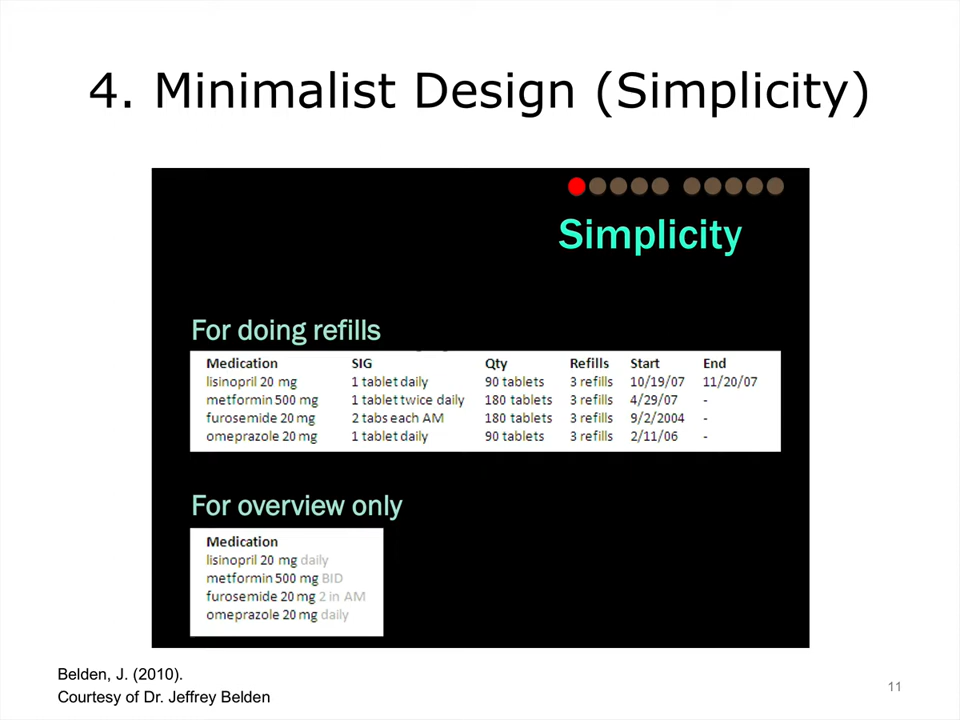 4. Minimalist Design (Simplicity)
Simplicity
For doing refills
Medication SIG Qty Refills Start End
lisinopril 20 mg 1 tablet daily 90 tablets 3 refills 10/19/07 11/20/07
metformin 500 mg 1 tablet twice daily 180 tablets 3 refills 4/29/07 -
furosemide 20 mg 2 tabs each AM 180 tablets 3 refills 9/2/2004 -
omeprazole 20 mg 1 tablet daily 90 tablets 3 refills 2/11/06 -
For overview only
Medication
lisinopril 20 mg daily
metformin 500 mg BID
furosemide 20 mg 2 in AM
omeprazole 20 mg daily
Belden, J. (2010).
Courtesy of Dr. Jeffrey Belden
11